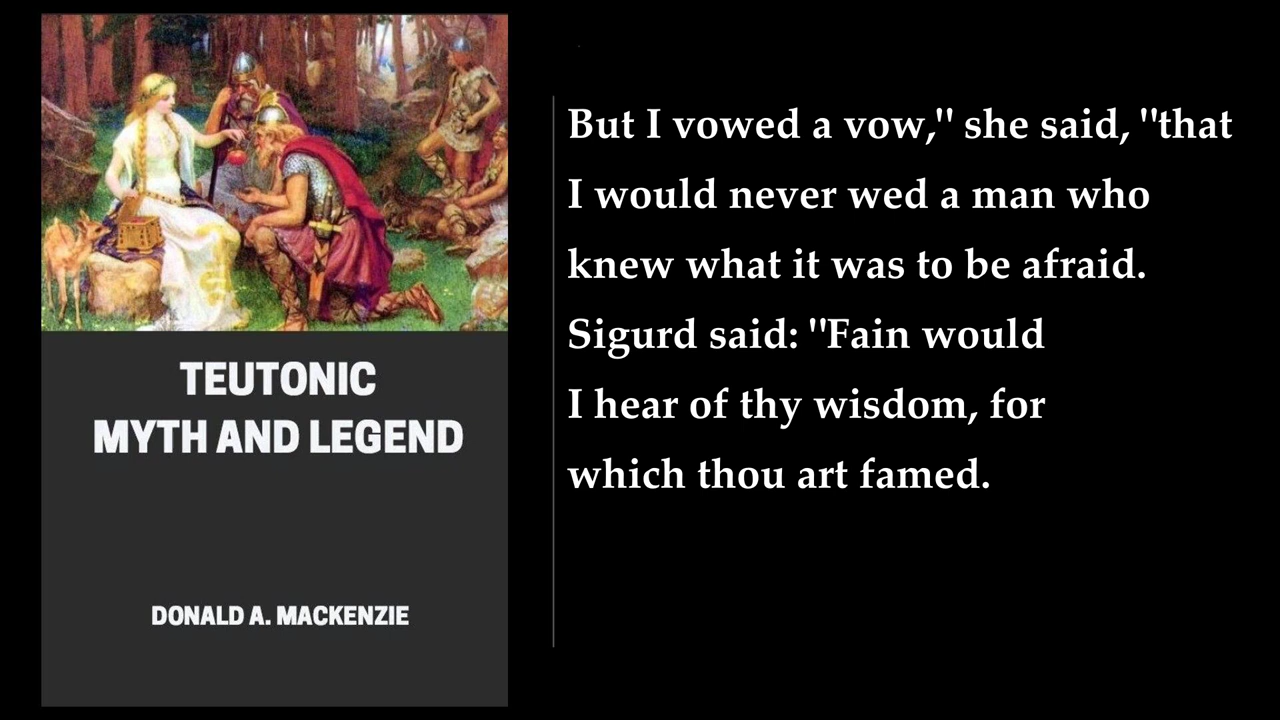 TEUTONIC
MYTH AND LEGEND
DONALD A. MACKENZIE
But I vowed a vow," she said, "that
I would never wed a man who
knew what it was to be afraid.
Sigurd said: "Fain would
I hear of thy wisdom, for
which thou art famed.